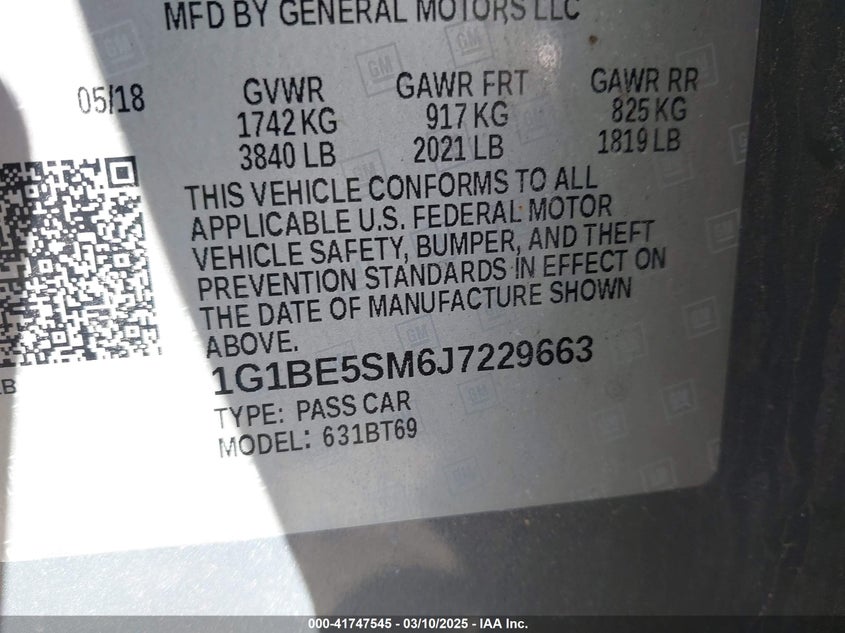 MFD BY GENERAL MOTORS LLC
05/18 GVWR GAWR FRT GAWR RR
1742 KG 917 KG 825 KG
3840 LB 2021 LB 1819 LB
THIS VEHICLE CONFORMS TO ALL
APPLICABLE U.S. FEDERAL MOTOR
VEHICLE SAFETY, BUMPER, AND THEFT
PREVENTION STANDARDS IN EFFECT ON
THE DATE OF MANUFACTURE SHOWN
ABOVE.
1G1BE5SM6J7229663
TYPE: PASS CAR
MODEL: 631BT69
GM
000-41747545 — 03/10/2025 — IAA Inc.